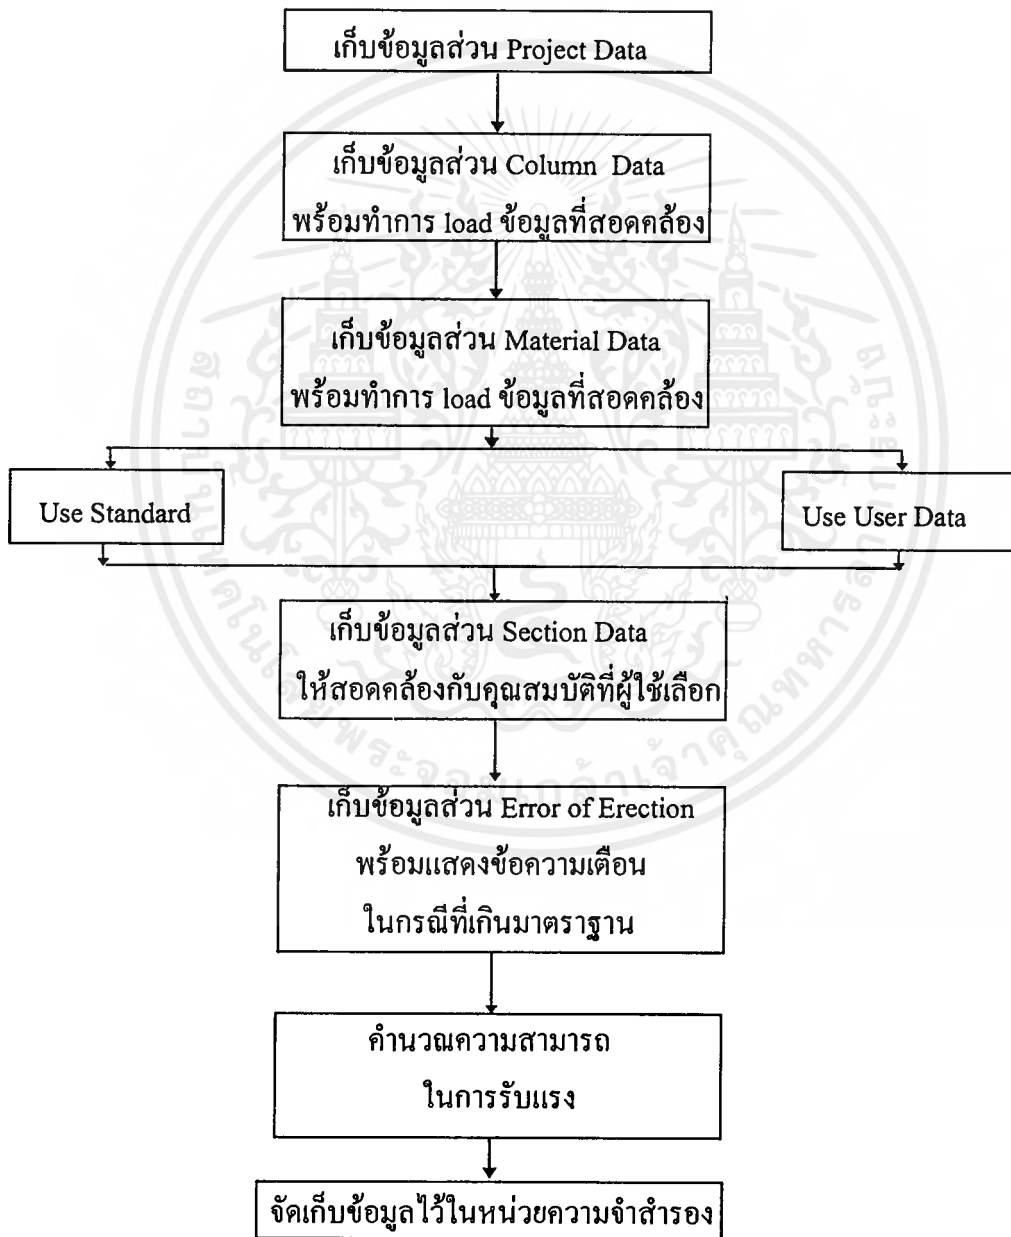 เก็บข้อมูลส่วน Project Data
เก็บข้อมูลส่วน Column Data
พร้อมทำการ load ข้อมูลที่สอดคล้อง
เก็บข้อมูลส่วน Material Data
พร้อมทำการ load ข้อมูลที่สอดคล้อง
Use Standard
Use User Data
เก็บข้อมูลส่วน Section Data
ให้สอดคล้องกับคุณสมบัติที่ผู้ใช้เลือก
เก็บข้อมูลส่วน Error of Erection
พร้อมแสดงข้อความเตือน
ในกรณีที่เกินมาตราฐาน
คำนวณความสามารถ
ในการรับแรง
จัดเก็บข้อมูลไว้ในหน่วยความจำสำรอง